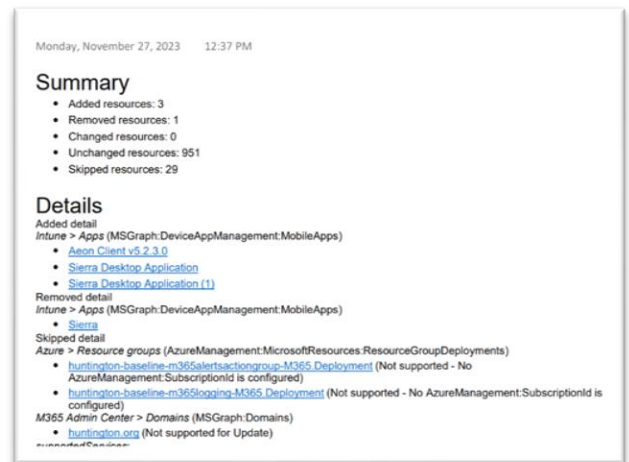 Monday, November 27, 2023 12:37 PM
Summary
• Added resources: 3
• Removed resources: 1
• Changed resources: 0
• Unchanged resources: 951
• Skipped resources: 29
Details
Added detail
Intune > Apps (MSGraph:DeviceAppManagement:MobileApps)
• Aeon Client v5.2.3.0
• Sierra Desktop Application
• Sierra Desktop Application (1)
Removed detail
Intune > Apps (MSGraph:DeviceAppManagement:MobileApps)
• Sierra
Skipped detail
Azure > Resource groups (AzureManagement:MicrosoftResources:ResourceGroupDeployments)
• huntington-baseline-m365alertsactiongroup-M365.Deployment (Not supported - No
AzureManagement:SubscriptionId is configured)
• huntington-baseline-m365logging-M365.Deployment (Not supported - No AzureManagement:SubscriptionId is
configured)
M365 Admin Center > Domains (MSGraph:Domains)
• huntington.org (Not supported for Update)